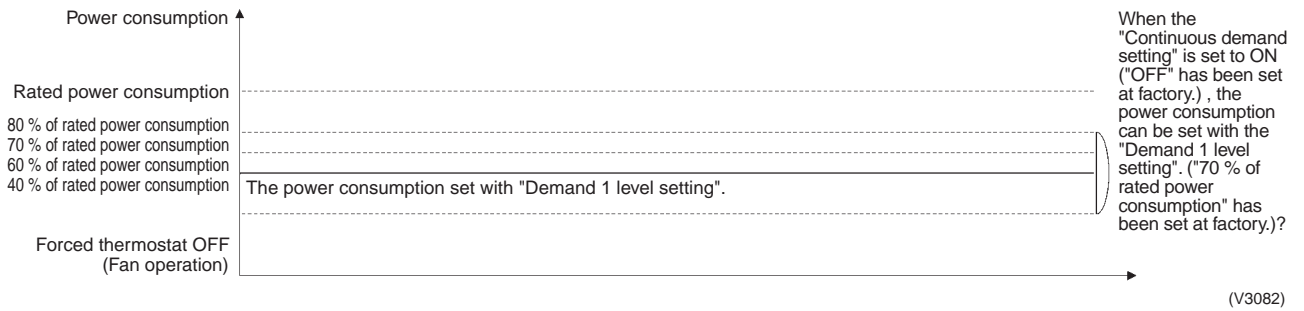 Power consumption
Rated power consumption
80 % of rated power consumption
70 % of rated power consumption
60 % of rated power consumption
40 % of rated power consumption
The power consumption set with "Demand 1 level setting".
Forced thermostat OFF
(Fan operation)
When the
"Continuous demand
setting" is set to ON
("OFF" has been set
at factory.) , the
power consumption
can be set with the
"Demand 1 level
setting". ("70 % of
rated power
consumption" has
been set at factory.)?
(V3082)